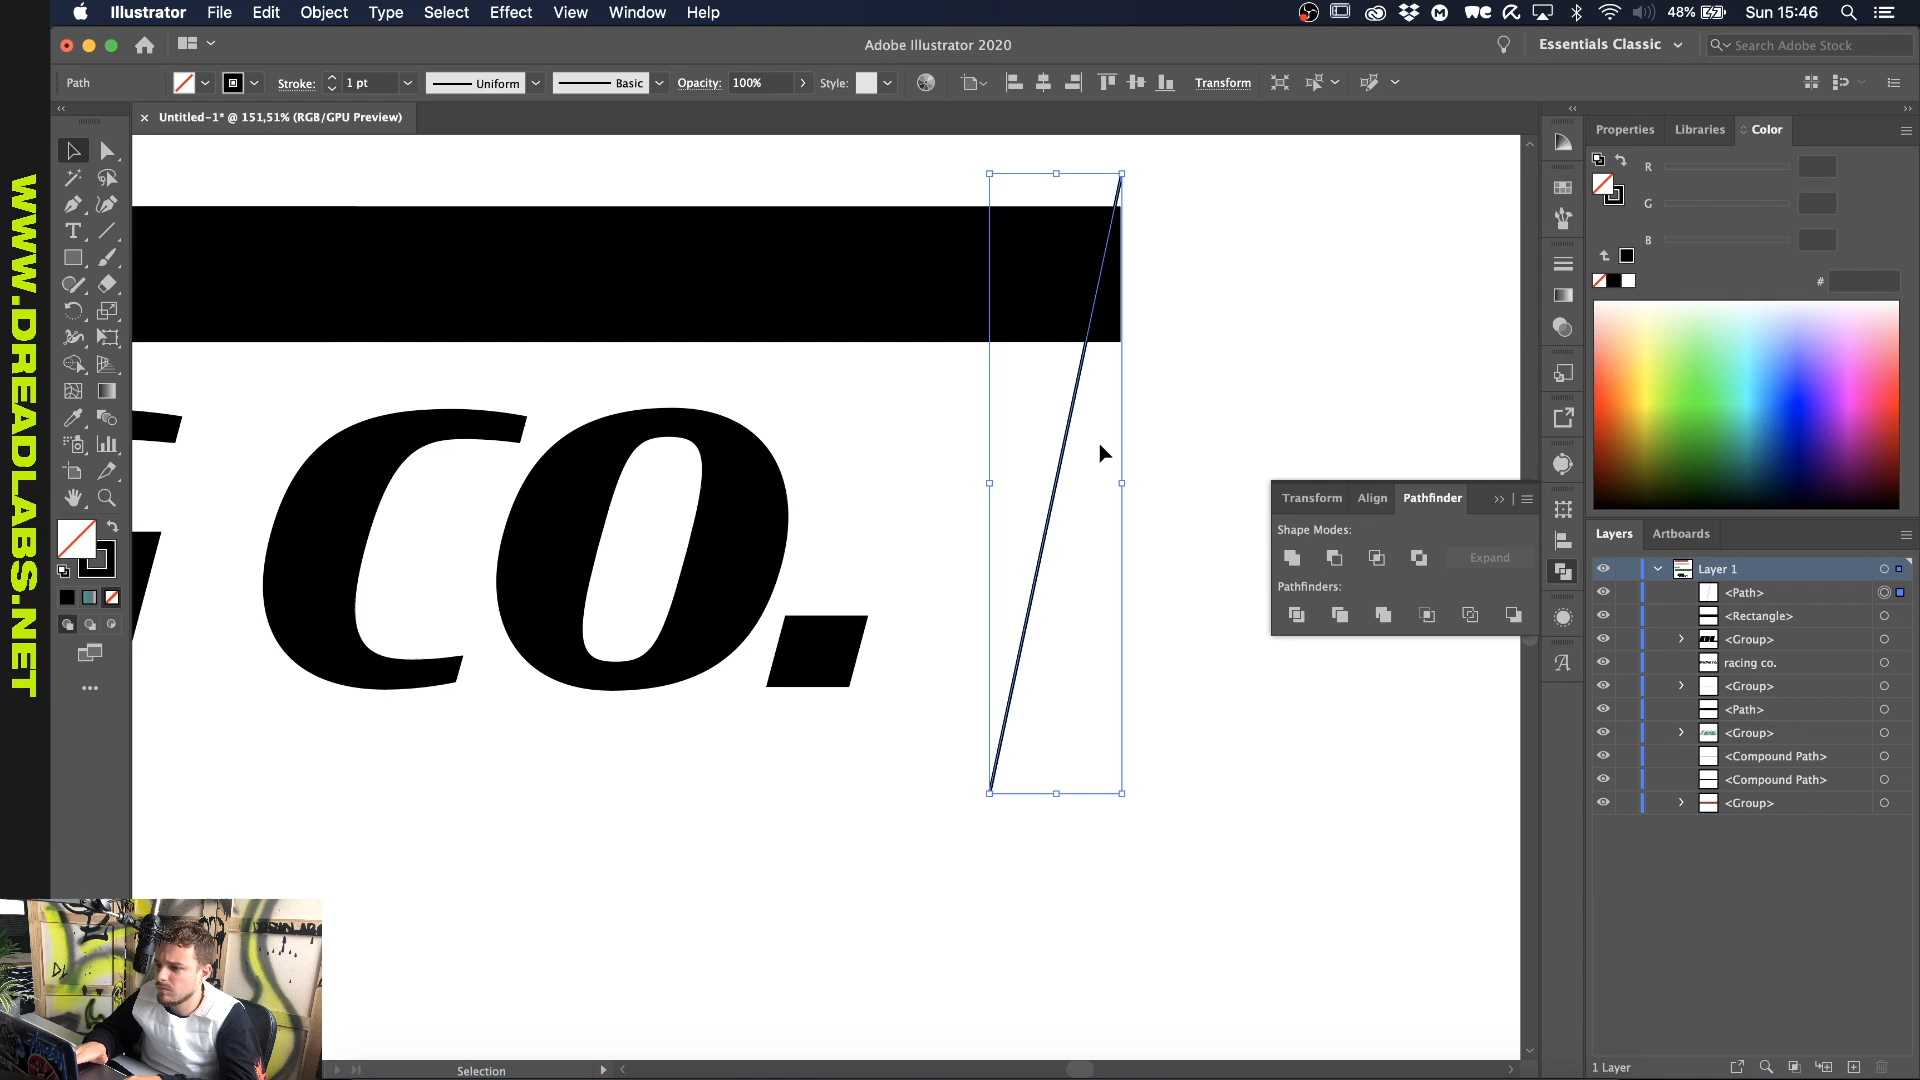 Illustrator File Edit Object Type Select Effect View Window Help
48% Sun 15:46
Adobe Illustrator 2020
Essentials Classic
Search Adobe Stock
Path
Stroke: 1 pt
Uniform
Basic
Opacity: 100%
Style:
Transform
Untitled-1* @ 151,51% (RGB/GPU Preview)
Properties Libraries Color
R
G
B
#
WWW.DREADLABS.NET
co.
Transform Align Pathfinder
Shape Modes:
Expand
Pathfinders:
Layers Artboards
Layer 1
<Path>
<Rectangle>
<Group>
racing co.
<Group>
<Path>
<Group>
<Compound Path>
<Compound Path>
<Group>
1 Layer
Selection